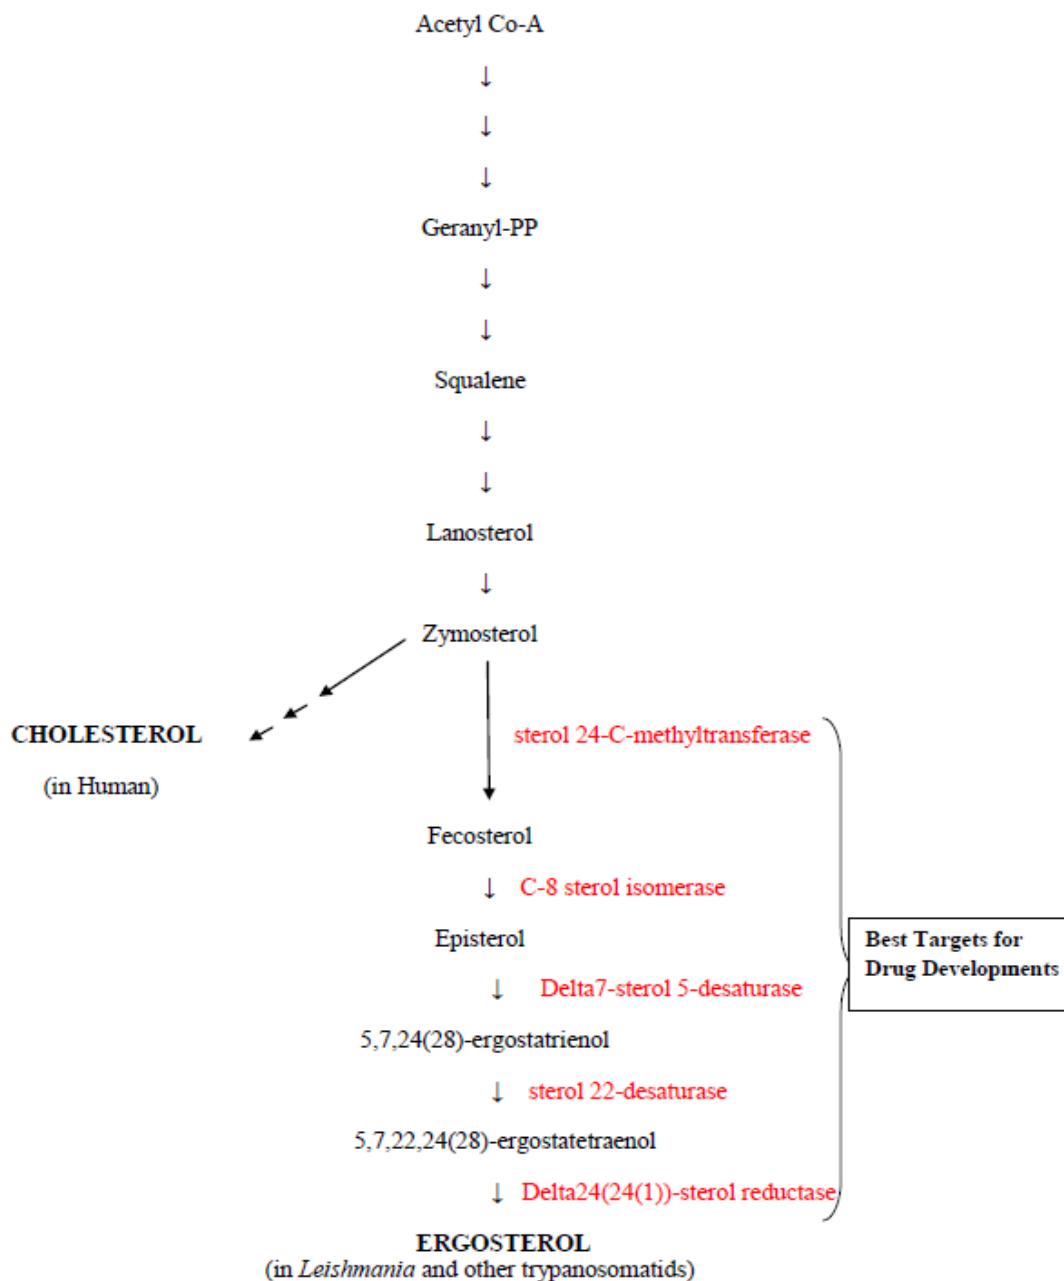 Acetyl Co-A
↓
↓
↓
Geranyl-PP
↓
↓
Squalene
↓
↓
Lanosterol
↓
Zymosterol
CHOLESTEROL
(in Human)
sterol 24-C-methyltransferase
Fecosterol
↓ C-8 sterol isomerase
Episterol
↓ Delta7-sterol 5-desaturase
5,7,24(28)-ergostatrienol
↓ sterol 22-desaturase
5,7,22,24(28)-ergostatetraenol
↓ Delta24(24(1))-sterol reductase
ERGOSTEROL
(in Leishmania and other trypanosomatids)
Best Targets for
Drug Developments